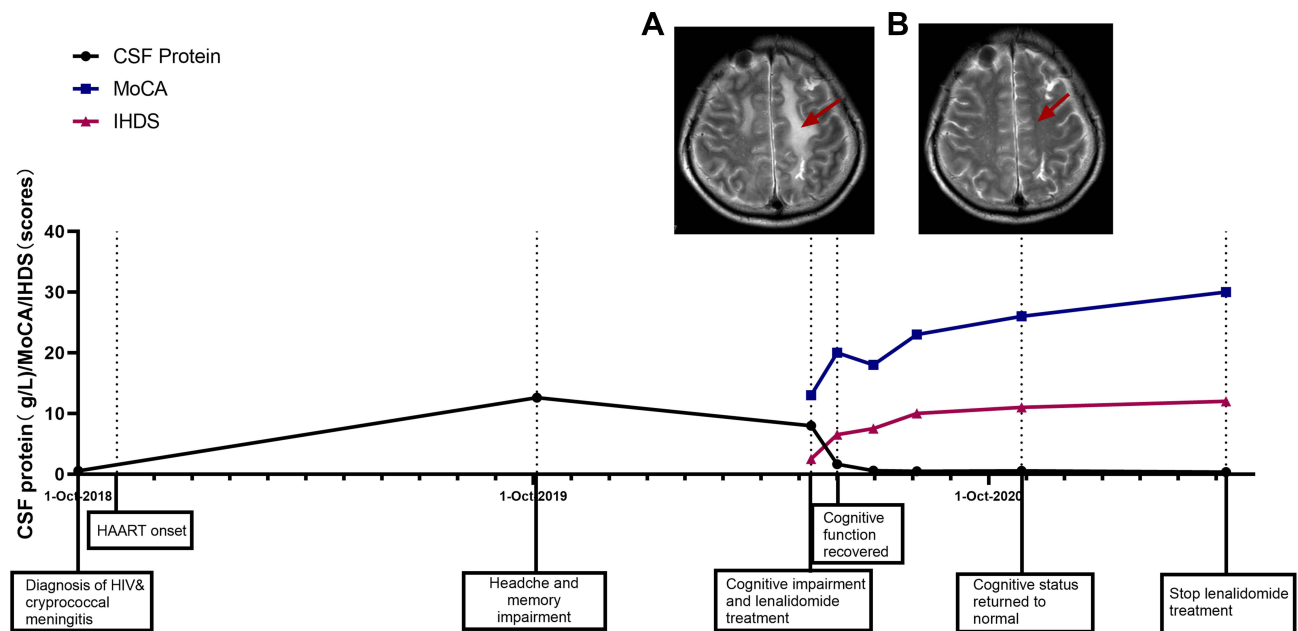 A
B
CSF Protein
MoCA
IHDS
CSF protein( g/L)/MoCA/IHDS(scores)
40
30
20
10
0
1-Oct-2018
1-Oct-2019
1-Oct-2020
HAART onset
Cognitive
function
recovered
Diagnosis of HIV&
cryprococcal
meningitis
Headche and
memory
impairment
Cognitive impairment
and lenalidomide
treatment
Cognitive status
returned to
normal
Stop lenalidomide
treatment